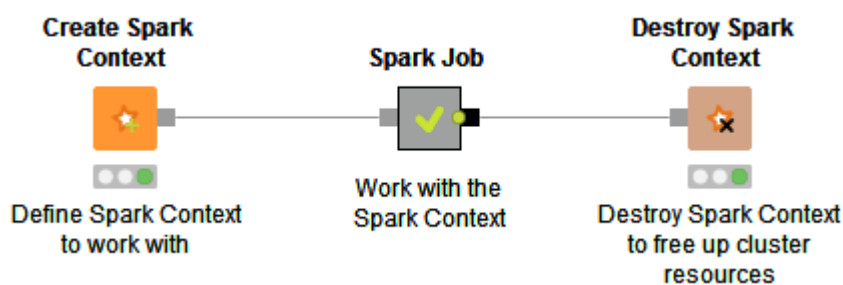 Create Spark
Context
Define Spark Context
to work with
Spark Job
Work with the
Spark Context
Destroy Spark
Context
Destroy Spark Context
to free up cluster
resources